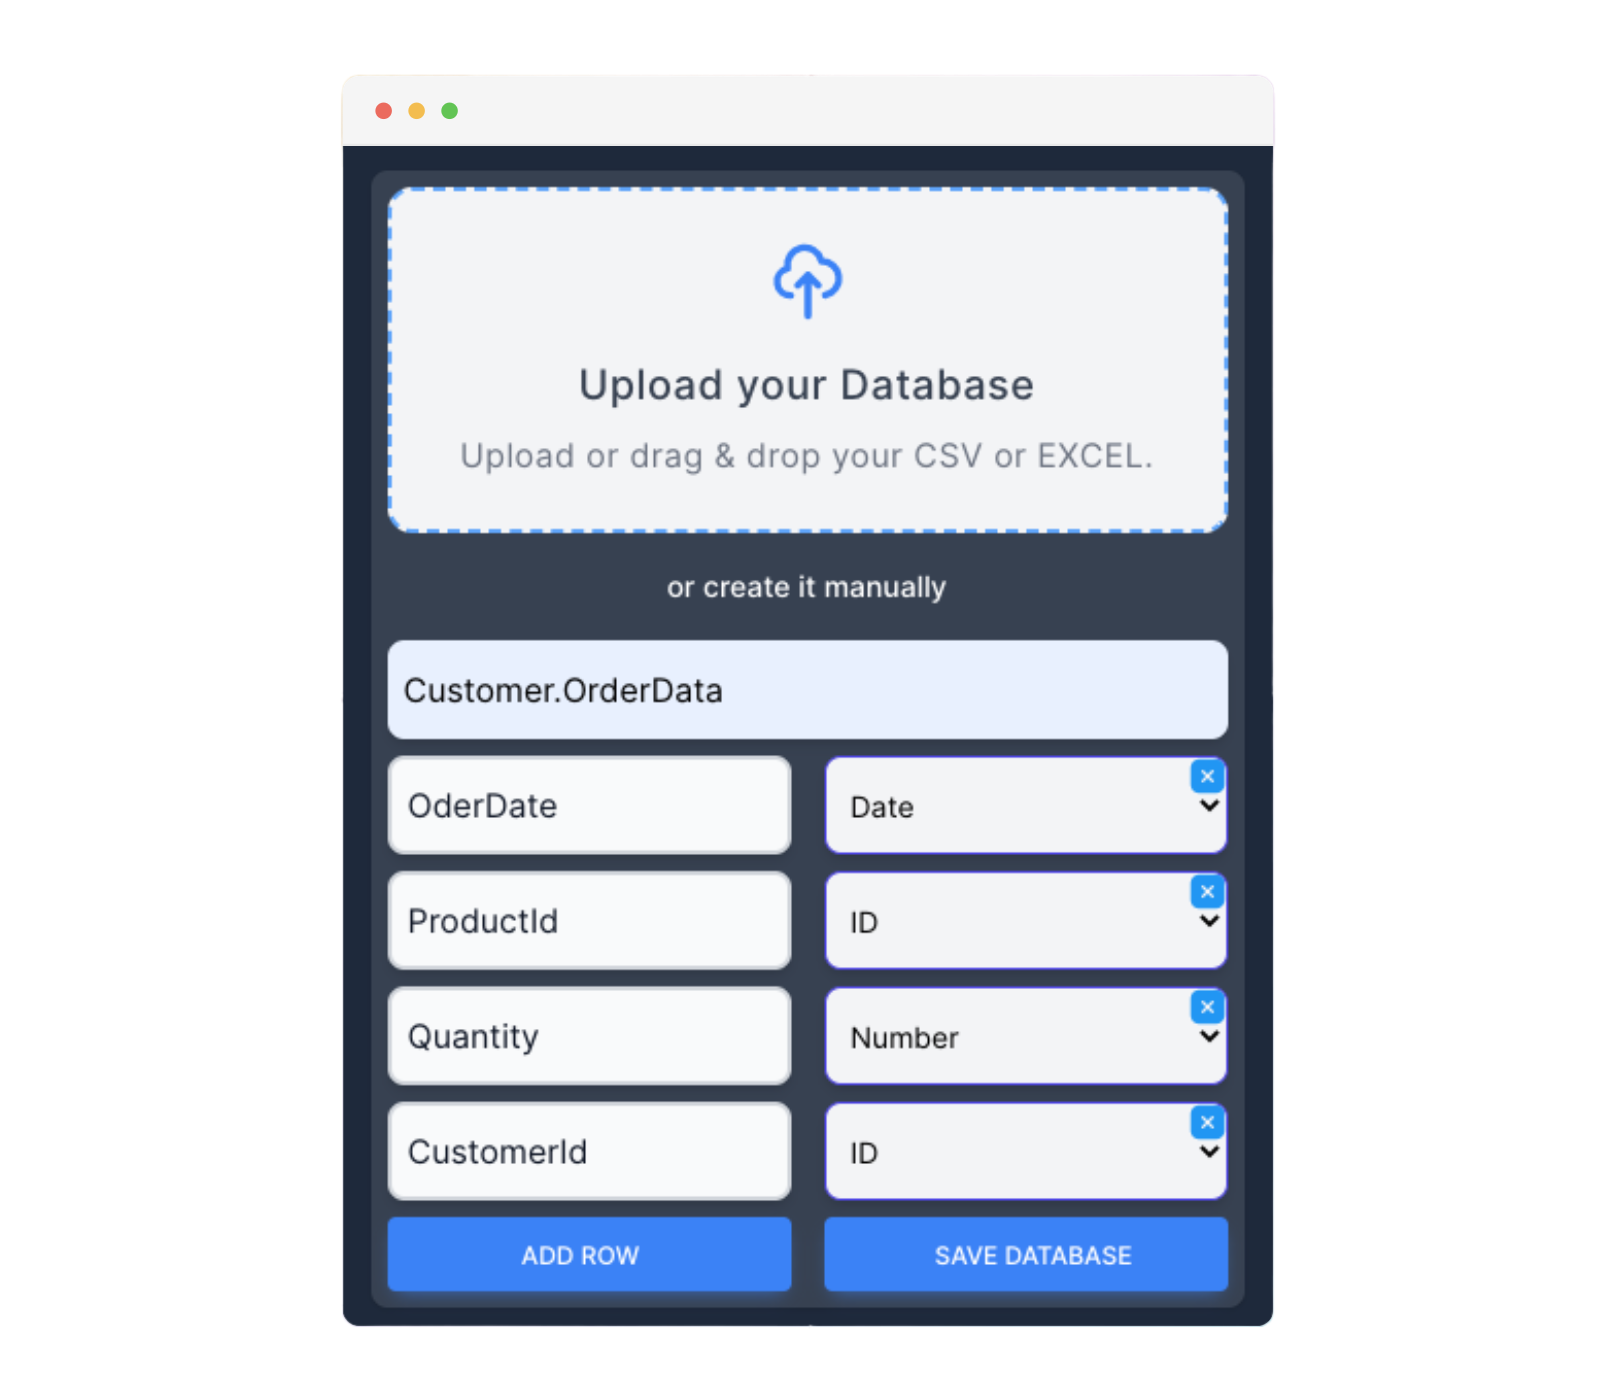 Upload your Database
Upload or drag & drop your CSV or EXCEL.
or create it manually
Customer.OrderData
OderDate
Date
ProductId
ID
Quantity
Number
CustomerId
ID
ADD ROW
SAVE DATABASE